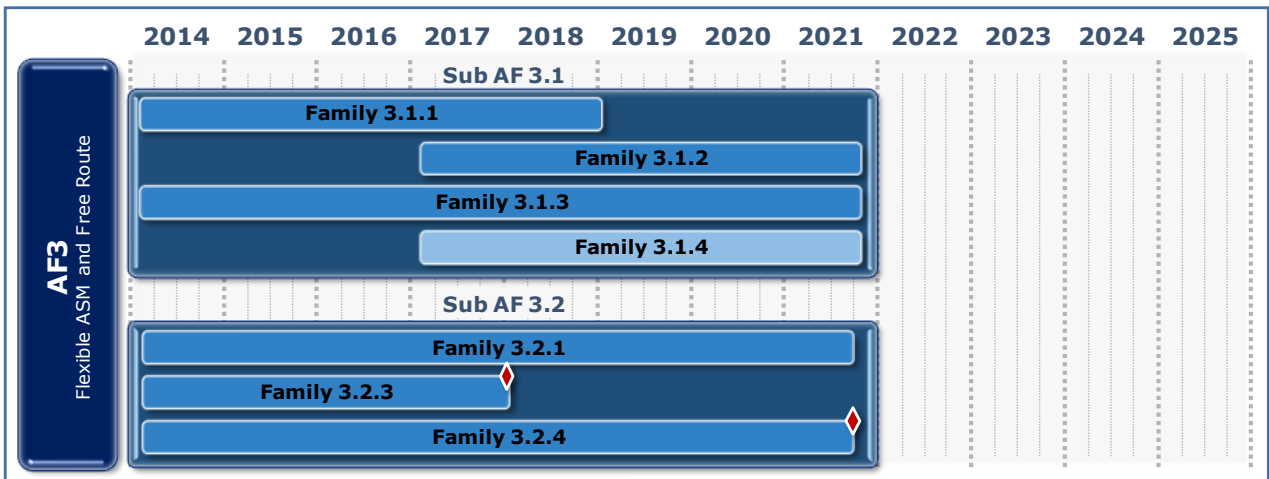 2014 2015 2016 2017 2018 2019 2020 2021 2022 2023 2024 2025
AF3
Flexible ASM and Free Route
Sub AF 3.1
Family 3.1.1
Family 3.1.2
Family 3.1.3
Family 3.1.4
Sub AF 3.2
Family 3.2.1
Family 3.2.3
Family 3.2.4